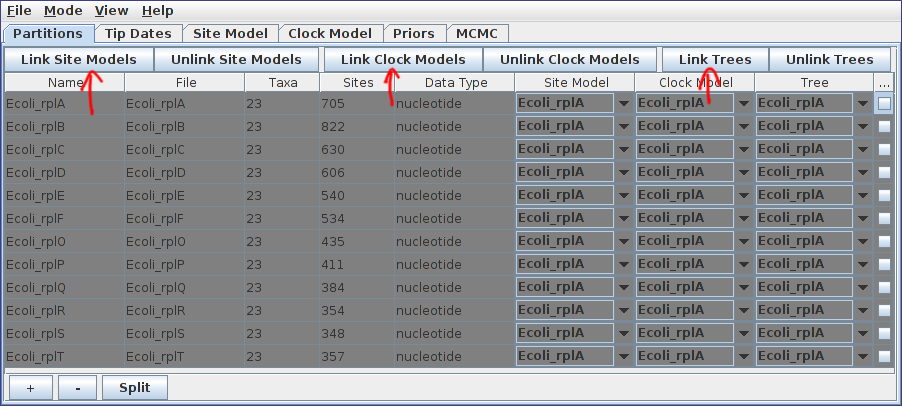 File Mode View Help
Partitions Tip Dates Site Model Clock Model Priors MCMC
Link Site Models Unlink Site Models Link Clock Models Unlink Clock Models Link Trees Unlink Trees
Name File Taxa Sites Data Type Site Model Clock Model Tree ...
Ecoli_rplA Ecoli_rplA 23 705 nucleotide Ecoli_rplA Ecoli_rplA Ecoli_rplA
Ecoli_rplB Ecoli_rplB 23 822 nucleotide Ecoli_rplA Ecoli_rplA Ecoli_rplA
Ecoli_rplC Ecoli_rplC 23 630 nucleotide Ecoli_rplA Ecoli_rplA Ecoli_rplA
Ecoli_rplD Ecoli_rplD 23 606 nucleotide Ecoli_rplA Ecoli_rplA Ecoli_rplA
Ecoli_rplE Ecoli_rplE 23 540 nucleotide Ecoli_rplA Ecoli_rplA Ecoli_rplA
Ecoli_rplF Ecoli_rplF 23 534 nucleotide Ecoli_rplA Ecoli_rplA Ecoli_rplA
Ecoli_rplO Ecoli_rplO 23 435 nucleotide Ecoli_rplA Ecoli_rplA Ecoli_rplA
Ecoli_rplP Ecoli_rplP 23 411 nucleotide Ecoli_rplA Ecoli_rplA Ecoli_rplA
Ecoli_rplQ Ecoli_rplQ 23 384 nucleotide Ecoli_rplA Ecoli_rplA Ecoli_rplA
Ecoli_rplR Ecoli_rplR 23 354 nucleotide Ecoli_rplA Ecoli_rplA Ecoli_rplA
Ecoli_rplS Ecoli_rplS 23 348 nucleotide Ecoli_rplA Ecoli_rplA Ecoli_rplA
Ecoli_rplT Ecoli_rplT 23 357 nucleotide Ecoli_rplA Ecoli_rplA Ecoli_rplA
+ - Split